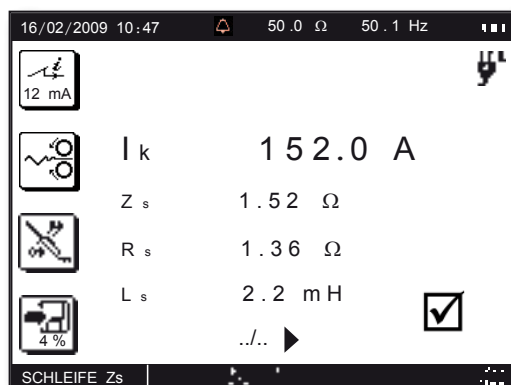 16/02/2009 10:47 50.0 Ω 50.1 Hz
12 mA
Ik 152.0 A
Zs 1.52 Ω
Rs 1.36 Ω
Ls 2.2 mH
4 %
../..
SCHLEIFE Zs